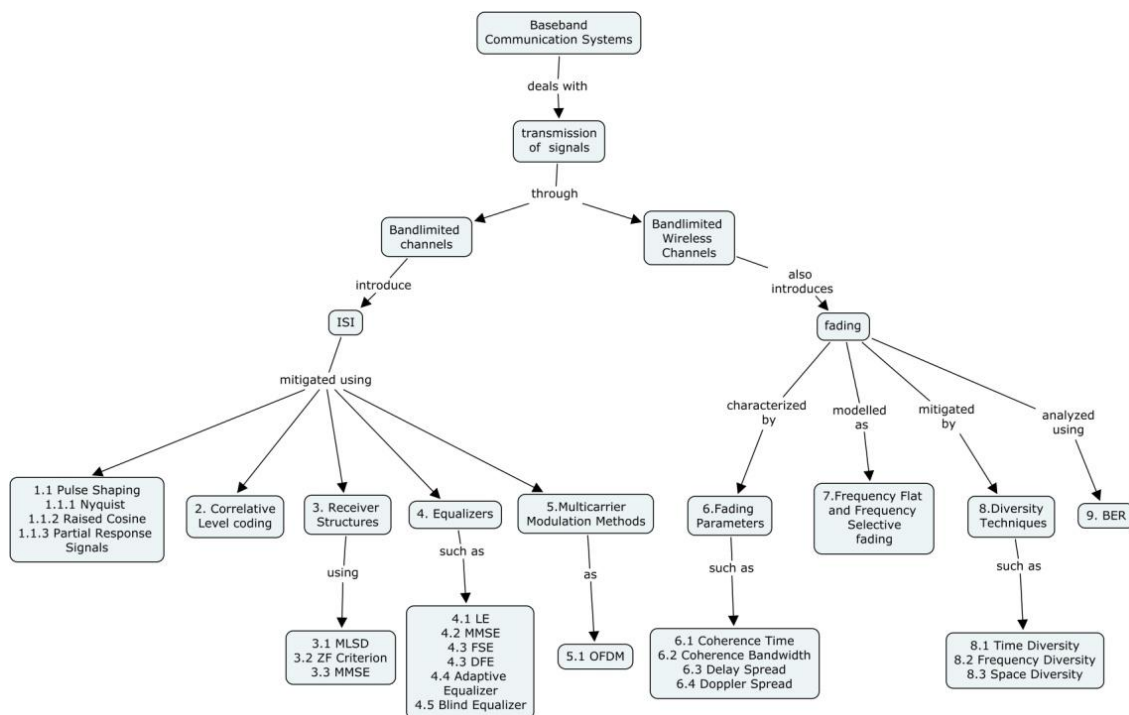 Baseband
Communication Systems
deals with
transmission
of signals
through
Bandlimited
channels
Bandlimited
Wireless
Channels
introduce
also
introduces
ISI
fading
mitigated using
characterized
by
modelled
as
mitigated
by
analyzed
using
1.1 Pulse Shaping
1.1.1 Nyquist
1.1.2 Raised Cosine
1.1.3 Partial Response
Signals
2. Correlative
Level coding
3. Receiver
Structures
4. Equalizers
5.Multicarrier
Modulation Methods
6.Fading
Parameters
7.Frequency Flat
and Frequency
Selective
fading
8.Diversity
Techniques
9. BER
using
such as
as
such as
such as
3.1 MLSD
3.2 ZF Criterion
3.3 MMSE
4.1 LE
4.2 MMSE
4.3 FSE
4.3 DFE
4.4 Adaptive
Equalizer
4.5 Blind Equalizer
5.1 OFDM
6.1 Coherence Time
6.2 Coherence Bandwidth
6.3 Delay Spread
6.4 Doppler Spread
8.1 Time Diversity
8.2 Frequency Diversity
8.3 Space Diversity